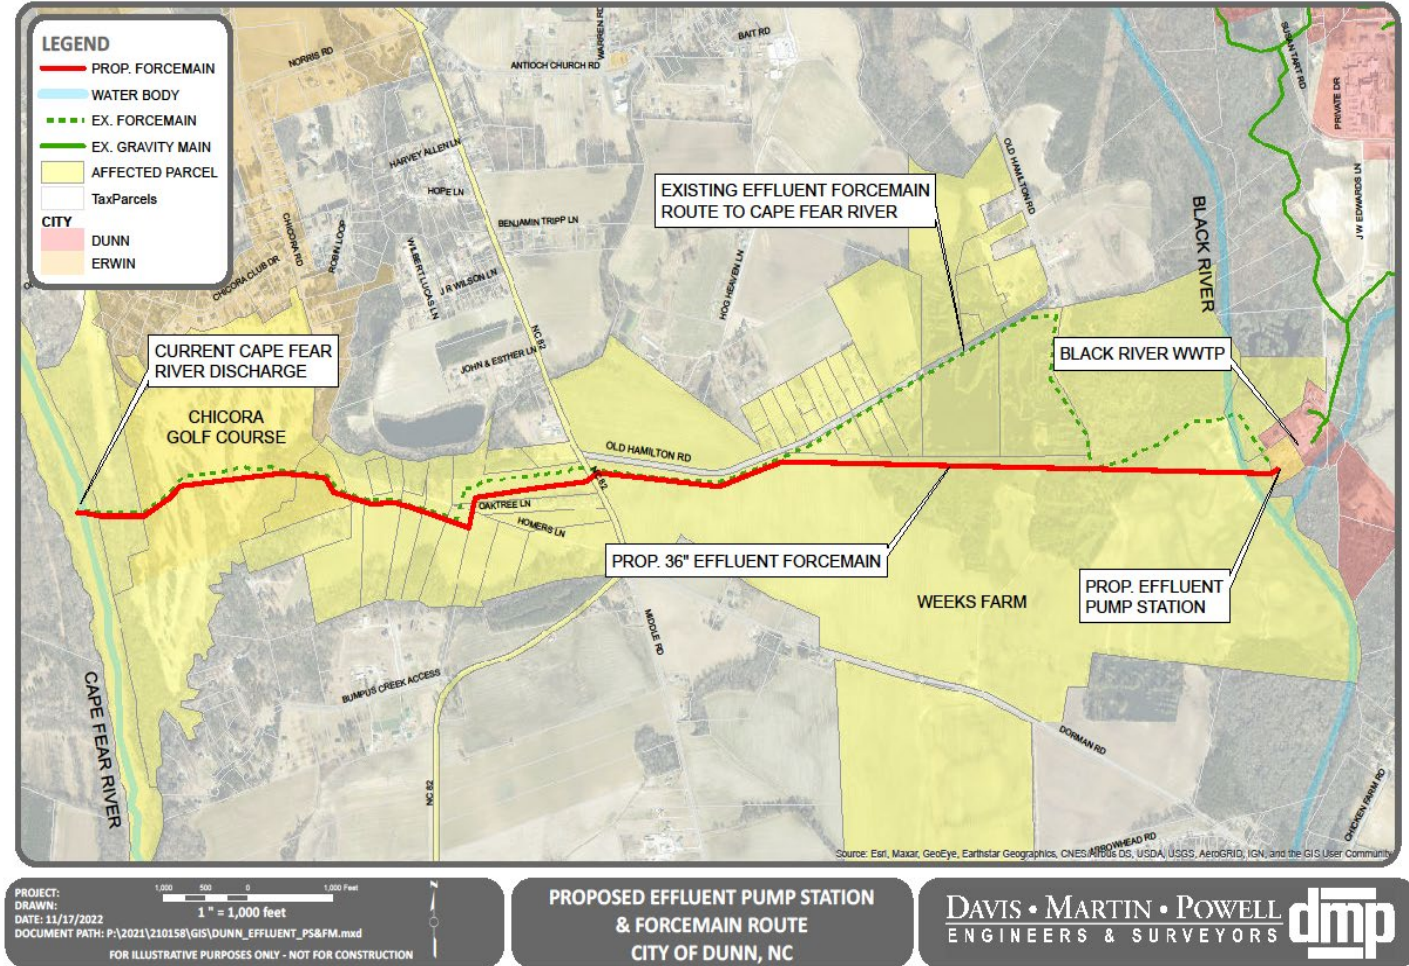 LEGEND
PROP. FORCEMAIN
WATER BODY
EX. FORCEMAIN
EX. GRAVITY MAIN
AFFECTED PARCEL
TaxParcels
CITY
DUNN
ERWIN
NORRIS RD
ANTIOCH CHURCH RD
WARREN RD
BAIT RD
SUSAN TART RD
PRIVATE DR
HARVEY ALLEN LN
HOPE LN
BENJAMIN TRIPP LN
CHICORA RD
ROBIN LOOP
CHICORA CLUB DR
WILBERT LUCAS LN
J R WILSON LN
HOG HEAVEN LN
OLD HAMILTON RD
J W EDWARDS LN
EXISTING EFFLUENT FORCEMAIN
ROUTE TO CAPE FEAR RIVER
BLACK RIVER
NC 82
JOHN & ESTHER LN
CURRENT CAPE FEAR
RIVER DISCHARGE
BLACK RIVER WWTP
CHICORA
GOLF COURSE
OLD HAMILTON RD
NC 82
OAKTREE LN
HOMERS LN
PROP. 36" EFFLUENT FORCEMAIN
PROP. EFFLUENT
PUMP STATION
WEEKS FARM
MIDDLE RD
BUMPUS CREEK ACCESS
CAPE FEAR RIVER
NC 82
DORMAN RD
CHICKEN FARM RD
ARROWHEAD RD
Source: Esri, Maxar, GeoEye, Earthstar Geographics, CNES/Airbus DS, USDA, USGS, AeroGRID, IGN, and the GIS User Community
PROJECT:
DRAWN:
DATE: 11/17/2022
DOCUMENT PATH: P:\2021\210158\GIS\DUNN_EFFLUENT_PS&FM.mxd
1,000 500 0 1,000 Feet
1 " = 1,000 feet
N
FOR ILLUSTRATIVE PURPOSES ONLY - NOT FOR CONSTRUCTION
PROPOSED EFFLUENT PUMP STATION
& FORCEMAIN ROUTE
CITY OF DUNN, NC
DAVIS • MARTIN • POWELL
ENGINEERS & SURVEYORS
dmp